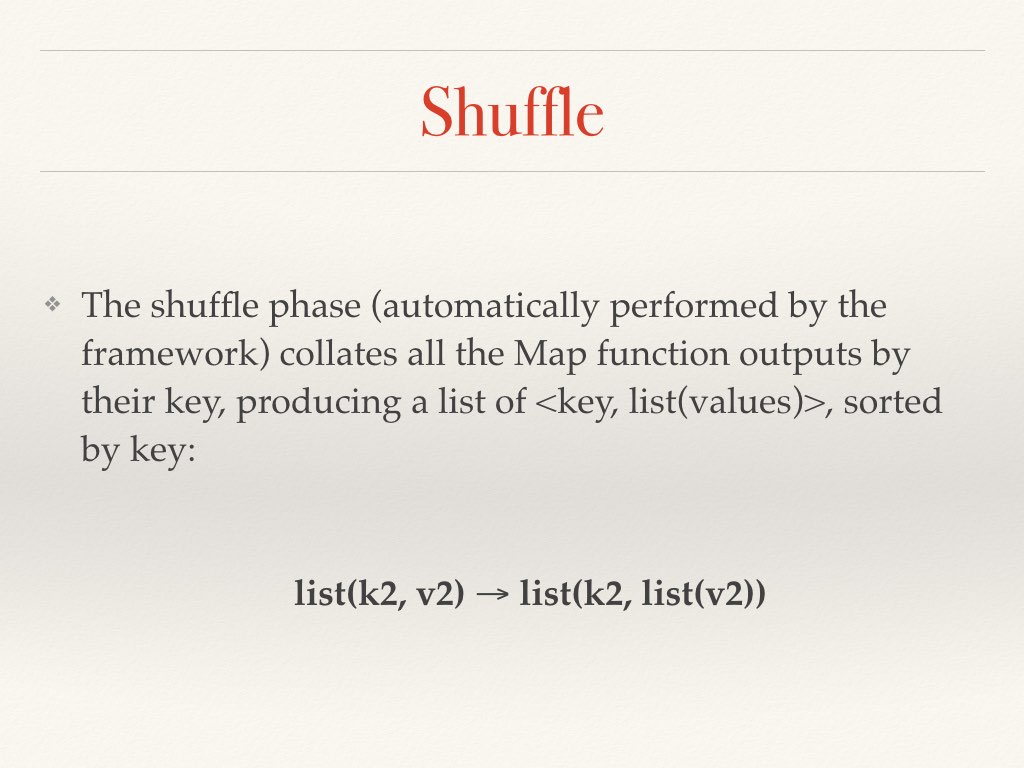 Shuffle
❖ The shuffle phase (automatically performed by the
framework) collates all the Map function outputs by
their key, producing a list of <key, list(values)>, sorted
by key:
list(k2, v2) → list(k2, list(v2))